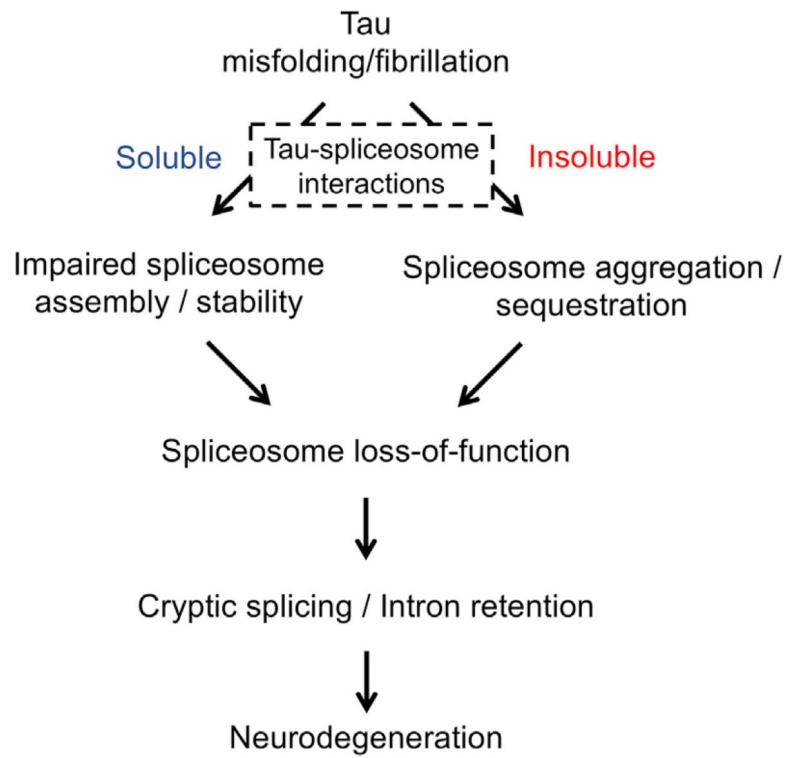 Tau
misfolding/fibrillation
Soluble
Tau-spliceosome
interactions
Insoluble
Impaired spliceosome
assembly / stability
Spliceosome aggregation /
sequestration
Spliceosome loss-of-function
Cryptic splicing / Intron retention
Neurodegeneration